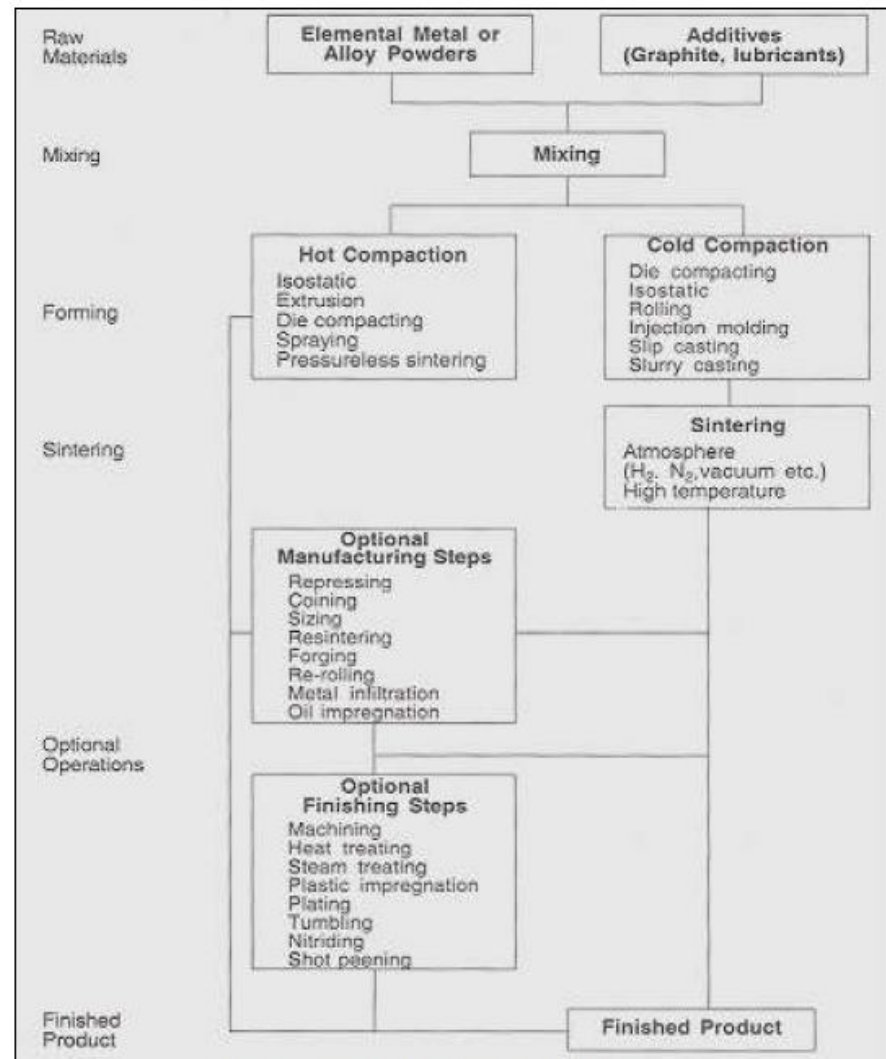 Raw
Materials
Elemental Metal or
Alloy Powders
Additives
(Graphite, lubricants)
Mixing
Mixing
Forming
Hot Compaction
Isostatic
Extrusion
Die compacting
Spraying
Pressureless sintering
Cold Compaction
Die compacting
Isostatic
Rolling
Injection molding
Slip casting
Slurry casting
Sintering
Sintering
Atmosphere
(H₂. N₂,vacuum etc.)
High temperature
Optional
Manufacturing Steps
Repressing
Coining
Sizing
Resintering
Forging
Re-rolling
Metal infiltration
Oil impregnation
Optional
Operations
Optional
Finishing Steps
Machining
Heat treating
Steam treating
Plastic impregnation
Plating
Tumbling
Nitriding
Shot peening
Finished
Product
Finished Product